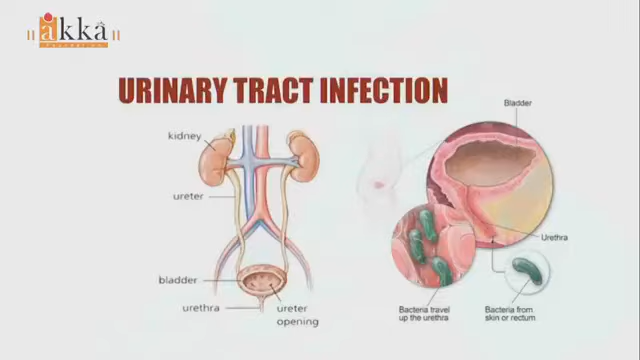 akka
Foundation
URINARY TRACT INFECTION
kidney
ureter
bladder
urethra
ureter
opening
Bladder
Urethra
Bacteria travel
up the urethra
Bacteria from
skin or rectum